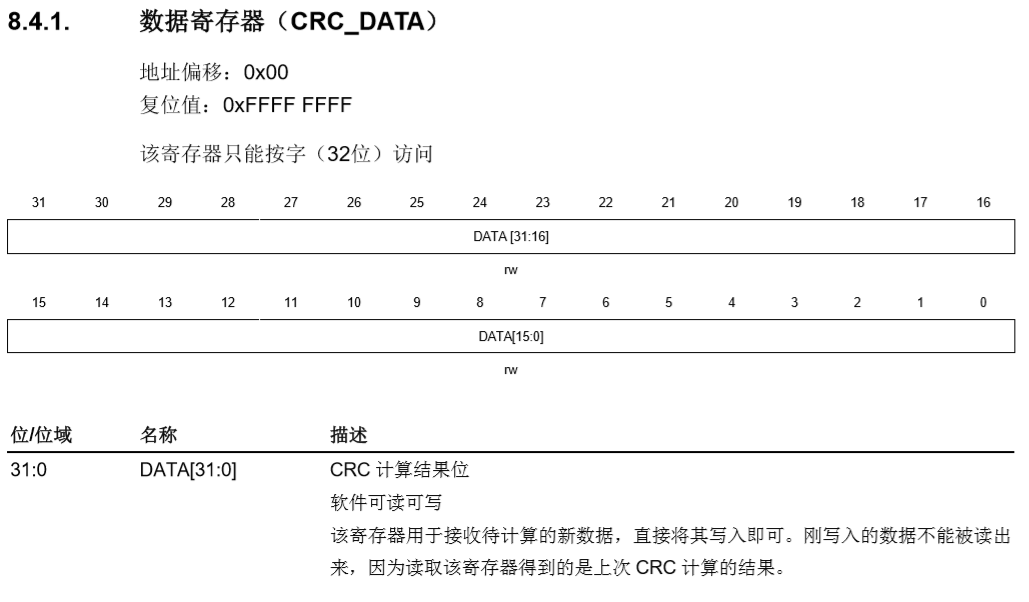 8.4.1. 数据寄存器（CRC_DATA）
地址偏移：0x00
复位值：0xFFFF FFFF
该寄存器只能按字（32位）访问
31 30 29 28 27 26 25 24 23 22 21 20 19 18 17 16
DATA [31:16]
rw
15 14 13 12 11 10 9 8 7 6 5 4 3 2 1 0
DATA[15:0]
rw
位/位域 名称 描述
31:0 DATA[31:0] CRC 计算结果位
软件可读可写
该寄存器用于接收待计算的新数据，直接将其写入即可。刚写入的数据不能被读出
来，因为读取该寄存器得到的是上次 CRC 计算的结果。